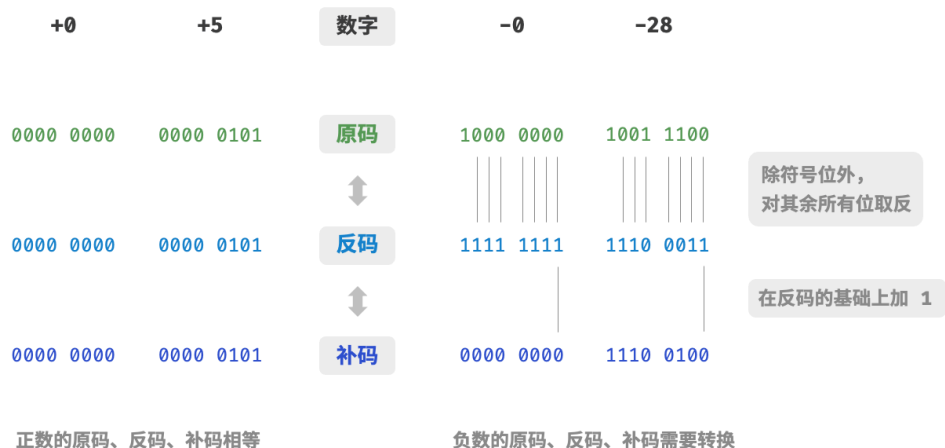 +0 +5 数字 -0 -28
0000 0000 0000 0101 原码 1000 0000 1001 1100
除符号位外，
对其余所有位取反
0000 0000 0000 0101 反码 1111 1111 1110 0011
在反码的基础上加 1
0000 0000 0000 0101 补码 0000 0000 1110 0100
正数的原码、反码、补码相等 负数的原码、反码、补码需要转换